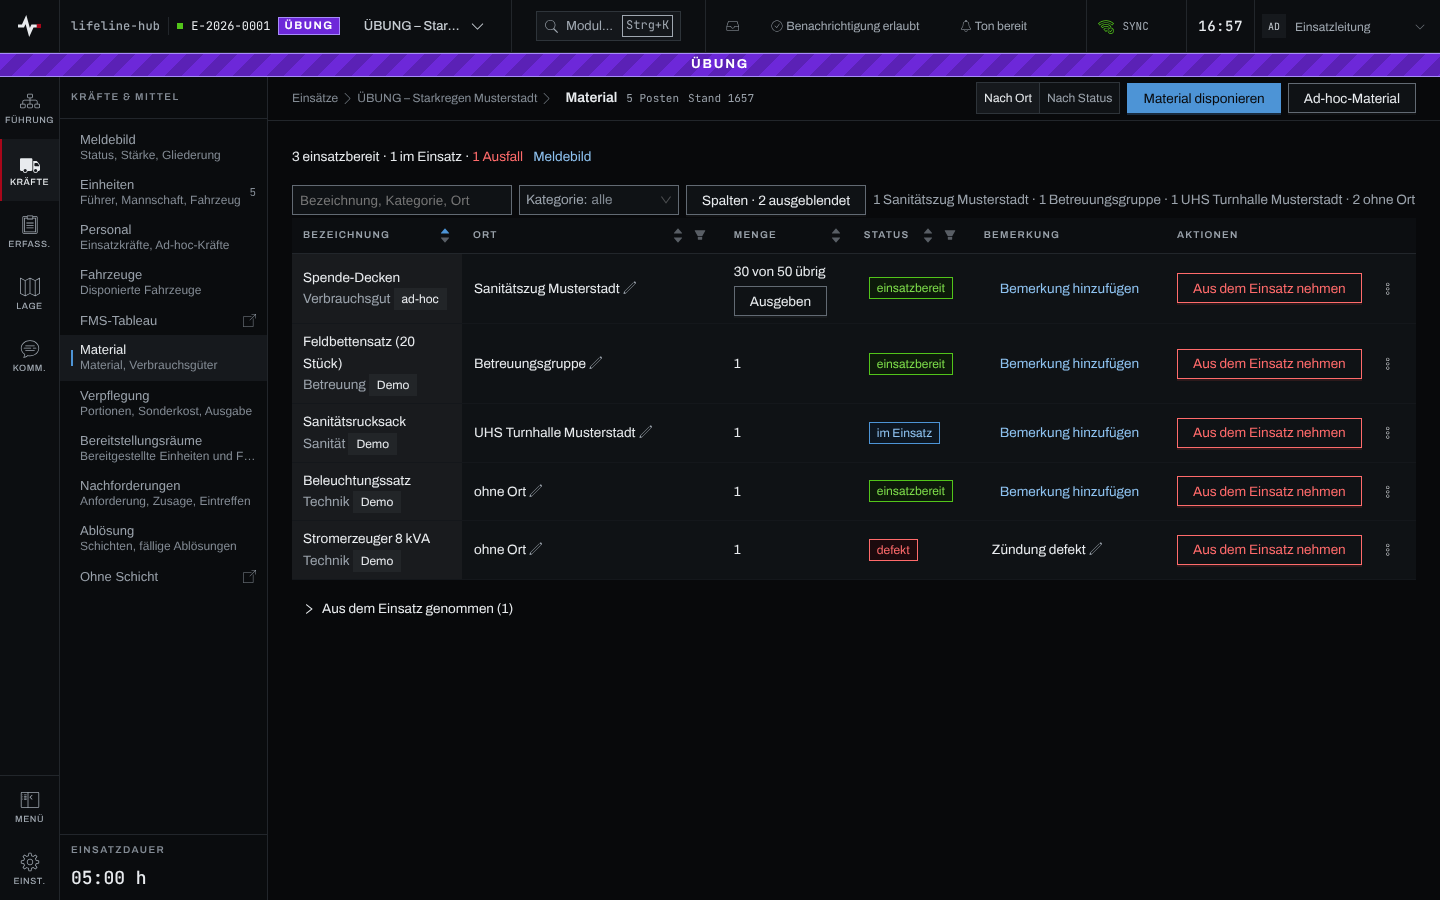 lifeline-hub E-2026-0001 ÜBUNG ÜBUNG – Star... Modul... Strg+K Benachrichtigung erlaubt Ton bereit SYNC 16:57 AD Einsatzleitung
ÜBUNG
FÜHRUNG
KRÄFTE
ERFASS.
LAGE
KOMM.
MENÜ
EINST.
KRÄFTE & MITTEL
Meldebild
Status, Stärke, Gliederung
Einheiten
Führer, Mannschaft, Fahrzeug 5
Personal
Einsatzkräfte, Ad-hoc-Kräfte
Fahrzeuge
Disponierte Fahrzeuge
FMS-Tableau
Material
Material, Verbrauchsgüter
Verpflegung
Portionen, Sonderkost, Ausgabe
Bereitstellungsräume
Bereitgestellte Einheiten und F...
Nachforderungen
Anforderung, Zusage, Eintreffen
Ablösung
Schichten, fällige Ablösungen
Ohne Schicht
EINSATZDAUER
05:00 h
Einsätze ÜBUNG – Starkregen Musterstadt Material 5 Posten Stand 1657 Nach Ort Nach Status Material disponieren Ad-hoc-Material
3 einsatzbereit · 1 im Einsatz · 1 Ausfall Meldebild
Bezeichnung, Kategorie, Ort Kategorie: alle Spalten · 2 ausgeblendet 1 Sanitätszug Musterstadt · 1 Betreuungsgruppe · 1 UHS Turnhalle Musterstadt · 2 ohne Ort
BEZEICHNUNG ORT MENGE STATUS BEMERKUNG AKTIONEN
Spende-Decken
Verbrauchsgut ad-hoc Sanitätszug Musterstadt 30 von 50 übrig Ausgeben einsatzbereit Bemerkung hinzufügen Aus dem Einsatz nehmen
Feldbettensatz (20
Stück)
Betreuung Demo Betreuungsgruppe 1 einsatzbereit Bemerkung hinzufügen Aus dem Einsatz nehmen
Sanitätsrucksack
Sanität Demo UHS Turnhalle Musterstadt 1 im Einsatz Bemerkung hinzufügen Aus dem Einsatz nehmen
Beleuchtungssatz
Technik Demo ohne Ort 1 einsatzbereit Bemerkung hinzufügen Aus dem Einsatz nehmen
Stromerzeuger 8 kVA
Technik Demo ohne Ort 1 defekt Zündung defekt Aus dem Einsatz nehmen
Aus dem Einsatz genommen (1)